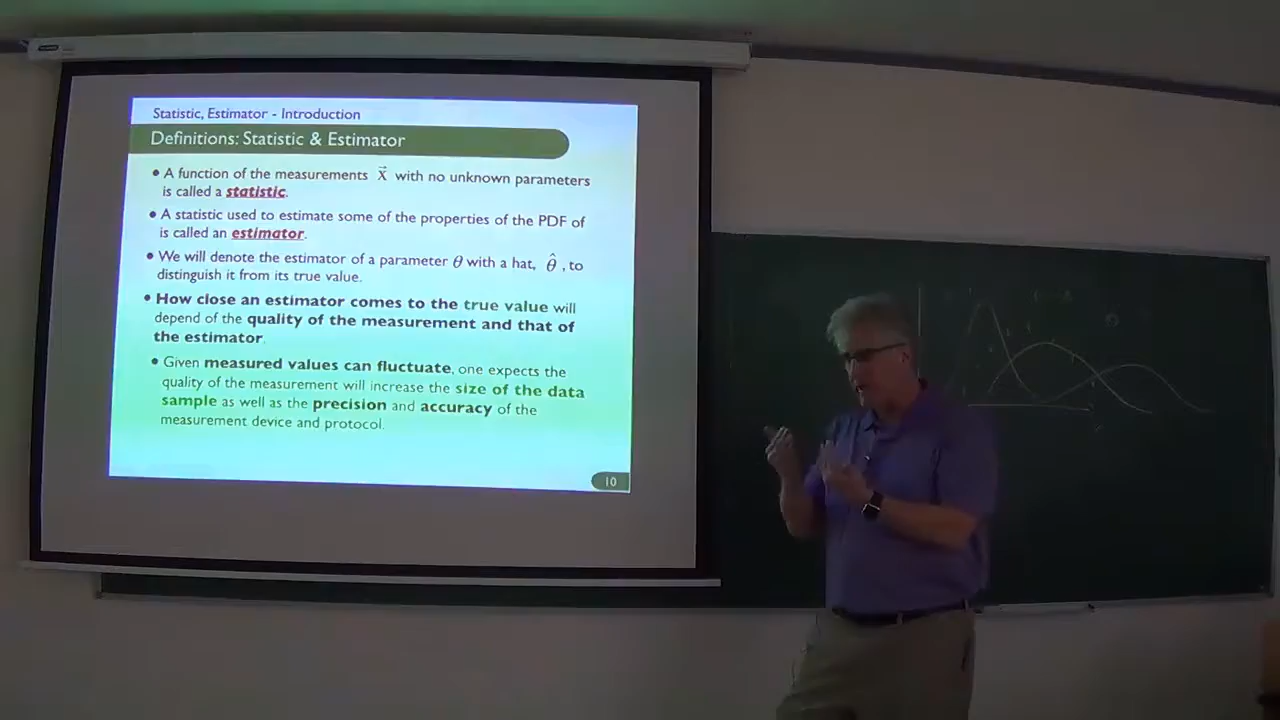 Statistic, Estimator - Introduction
Definitions: Statistic & Estimator
• A function of the measurements X⃗ with no unknown parameters
is called a statistic.
• A statistic used to estimate some of the properties of the PDF of
is called an estimator.
• We will denote the estimator of a parameter θ with a hat, θ̂ , to
distinguish it from its true value.
• How close an estimator comes to the true value will
depend of the quality of the measurement and that of
the estimator.
• Given measured values can fluctuate, one expects the
quality of the measurement will increase the size of the data
sample as well as the precision and accuracy of the
measurement device and protocol.
10